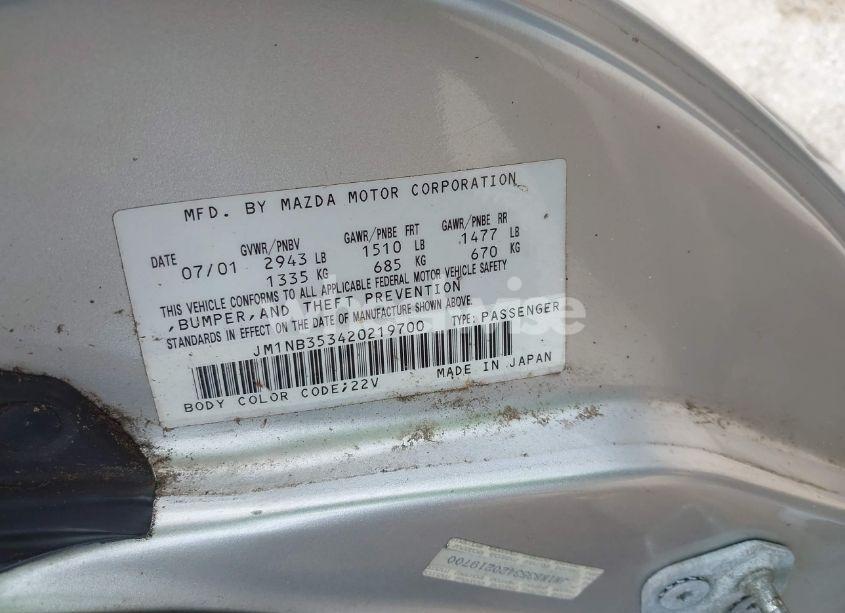 MFD. BY MAZDA MOTOR CORPORATION
DATE GVWR/PNBV GAWR/PNBE FRT GAWR/PNBE RR
07/01 2943 LB 1510 LB 1477 LB
1335 KG 685 KG 670 KG
THIS VEHICLE CONFORMS TO ALL APPLICABLE FEDERAL MOTOR VEHICLE SAFETY
,BUMPER,AND THEFT PREVENTION
STANDARDS IN EFFECT ON THE DATE OF MANUFACTURE SHOWN ABOVE.
JM1NB353420219700 TYPE: PASSENGER
BODY COLOR CODE;22V MADE IN JAPAN
JM1NB353420219700